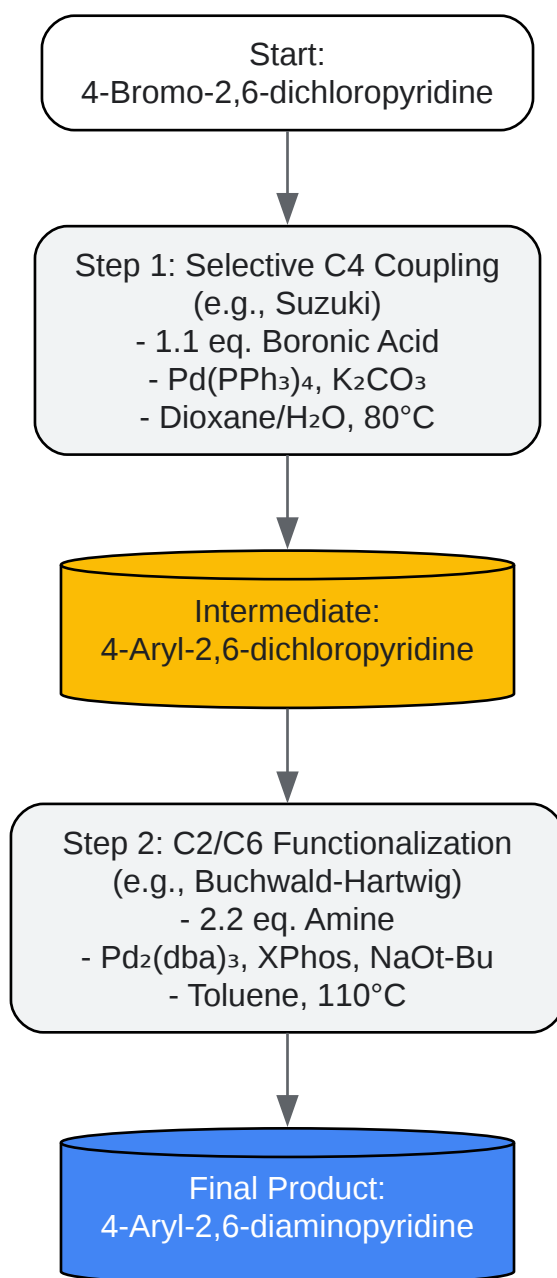 Start:
4-Bromo-2,6-dichloropyridine
Step 1: Selective C4 Coupling
(e.g., Suzuki)
- 1.1 eq. Boronic Acid
- Pd(PPh₃)₄, K₂CO₃
- Dioxane/H₂O, 80°C
Intermediate:
4-Aryl-2,6-dichloropyridine
Step 2: C2/C6 Functionalization
(e.g., Buchwald-Hartwig)
- 2.2 eq. Amine
- Pd₂(dba)₃, XPhos, NaOt-Bu
- Toluene, 110°C
Final Product:
4-Aryl-2,6-diaminopyridine